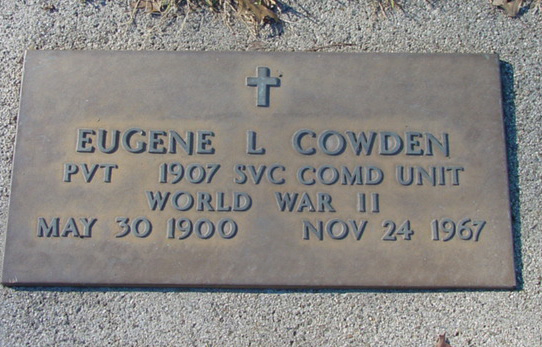 EUGENE L COWDEN
PVT 1907 SVC COMD UNIT
WORLD WAR II
MAY 30 1900 NOV 24 1967